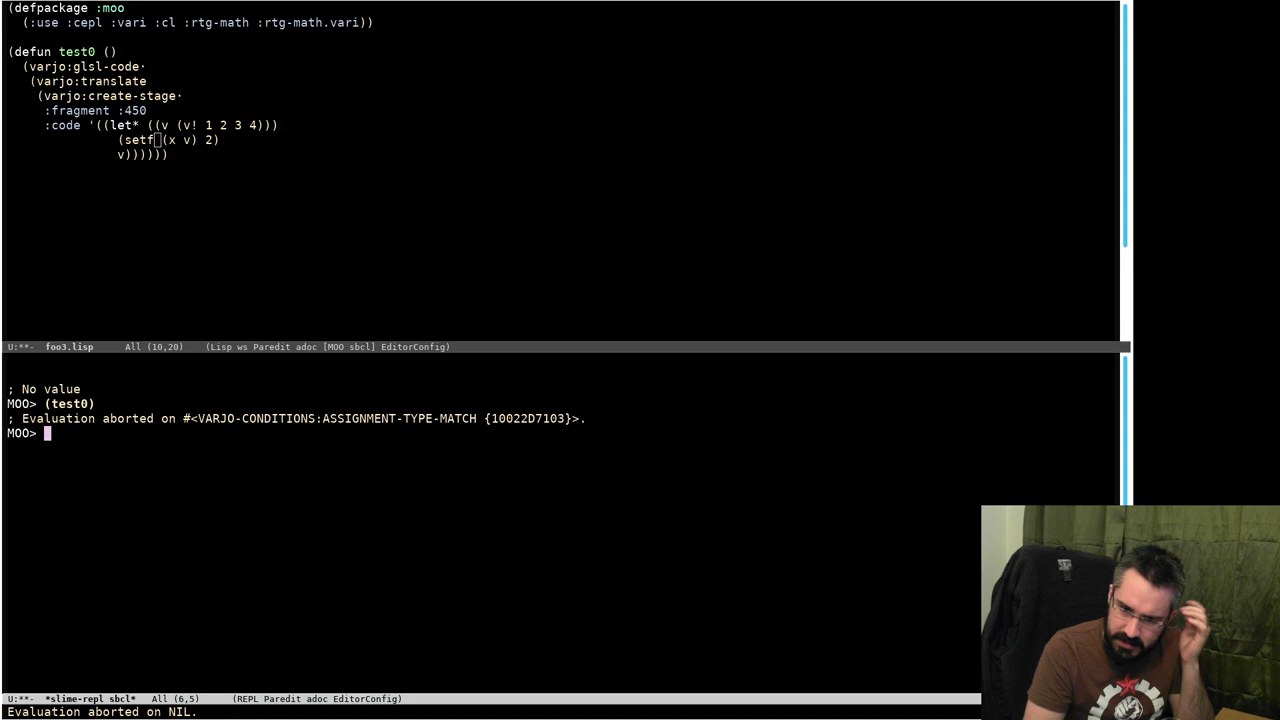 (defpackage :moo
  (:use :cepl :vari :cl :rtg-math :rtg-math.vari))
(defun test0 ()
  (varjo:glsl-code·
   (varjo:translate
    (varjo:create-stage·
     :fragment :450
     :code '((let* ((v (v! 1 2 3 4)))
               (setf (x v) 2)
               v))))))
U:**-  foo3.lisp     All (10,20)    (Lisp ws Paredit adoc [MOO sbcl] EditorConfig)
; No value
MOO> (test0)
; Evaluation aborted on #<VARJO-CONDITIONS:ASSIGNMENT-TYPE-MATCH {10022D7103}>.
MOO>
U:**-  *slime-repl sbcl*   All (6,5)     (REPL Paredit adoc EditorConfig)
Evaluation aborted on NIL.